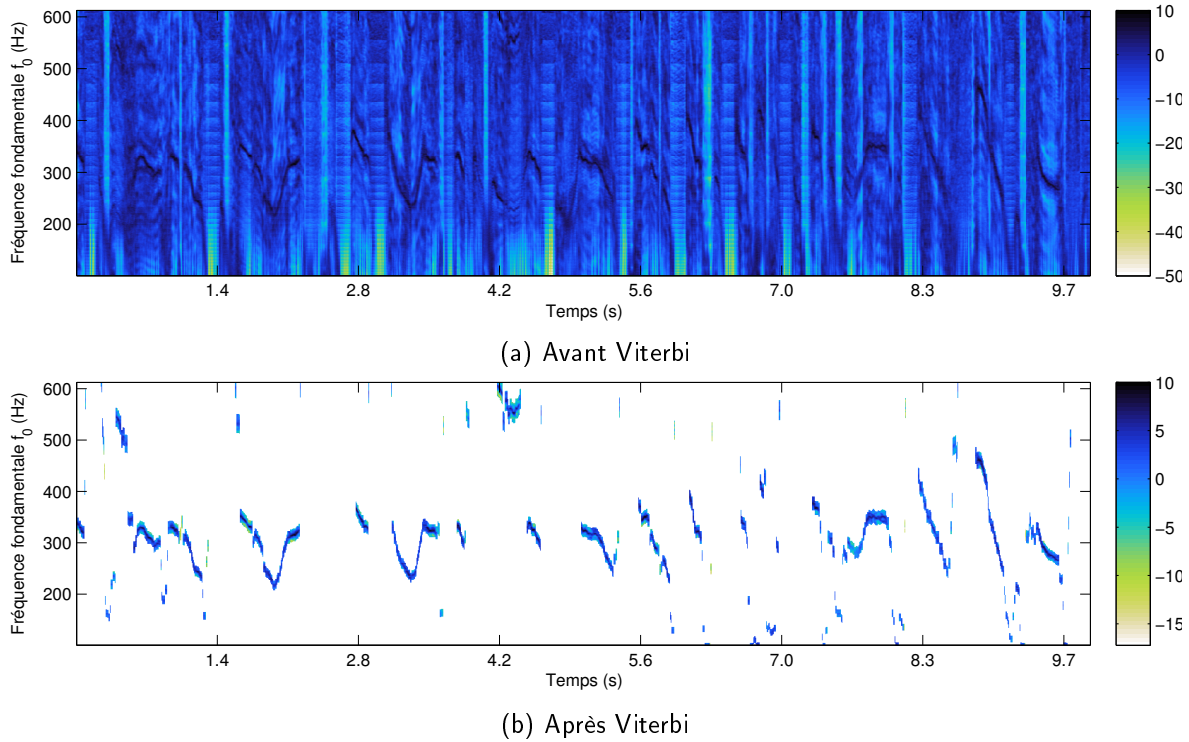 600
500
400
300
200
Fréquence fondamentale f0 (Hz)
1.4 2.8 4.2 5.6 7.0 8.3 9.7
Temps (s)
10
0
−10
−20
−30
−40
−50
(a) Avant Viterbi
600
500
400
300
200
Fréquence fondamentale f0 (Hz)
1.4 2.8 4.2 5.6 7.0 8.3 9.7
Temps (s)
10
5
0
−5
−10
−15
(b) Après Viterbi